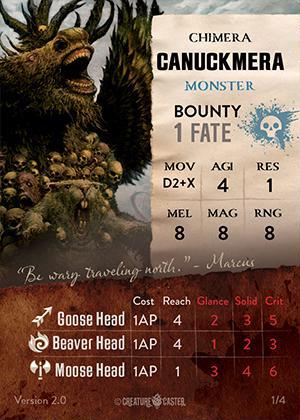 CHIMERA
CANUCKMERA
MONSTER
BOUNTY
1 FATE
MOV AGI RES
D2+X 4 1
MEL MAG RNG
8 8 8
"Be wary traveling north." - Marcus
Cost Reach Glance Solid Crit
Goose Head 1AP 4 2 3 5
Beaver Head 1AP 4 1 2 3
Moose Head 1AP 1 3 4 6
Version 2.0 © CREATURE CASTER 1/4